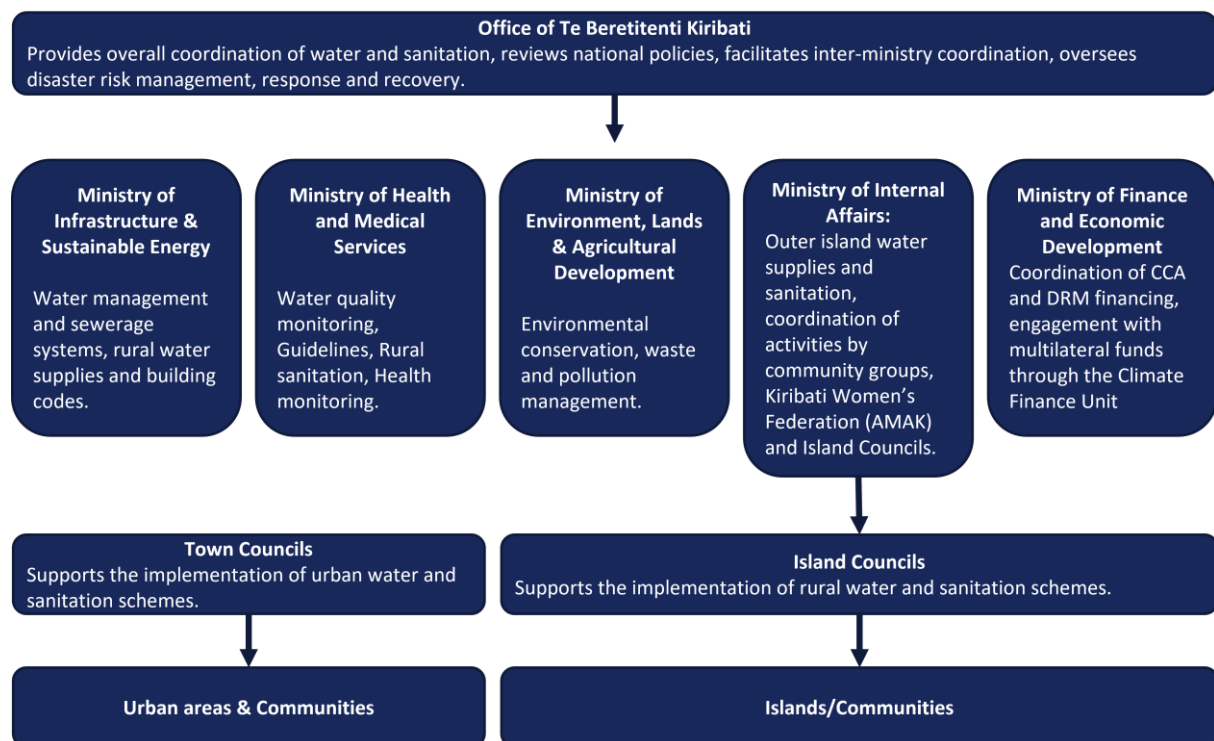 Office of Te Beretitenti Kiribati
Provides overall coordination of water and sanitation, reviews national policies, facilitates inter-ministry coordination, oversees
disaster risk management, response and recovery.
Ministry of
Infrastructure &
Sustainable Energy
Water management
and sewerage
systems, rural water
supplies and building
codes.
Ministry of Health
and Medical
Services
Water quality
monitoring,
Guidelines, Rural
sanitation, Health
monitoring.
Ministry of
Environment, Lands
& Agricultural
Development
Environmental
conservation, waste
and pollution
management.
Ministry of Internal
Affairs:
Outer island water
supplies and
sanitation,
coordination of
activities by
community groups,
Kiribati Women’s
Federation (AMAK)
and Island Councils.
Ministry of Finance
and Economic
Development
Coordination of CCA
and DRM financing,
engagement with
multilateral funds
through the Climate
Finance Unit
Town Councils
Supports the implementation of urban water and
sanitation schemes.
Island Councils
Supports the implementation of rural water and sanitation schemes.
Urban areas & Communities
Islands/Communities